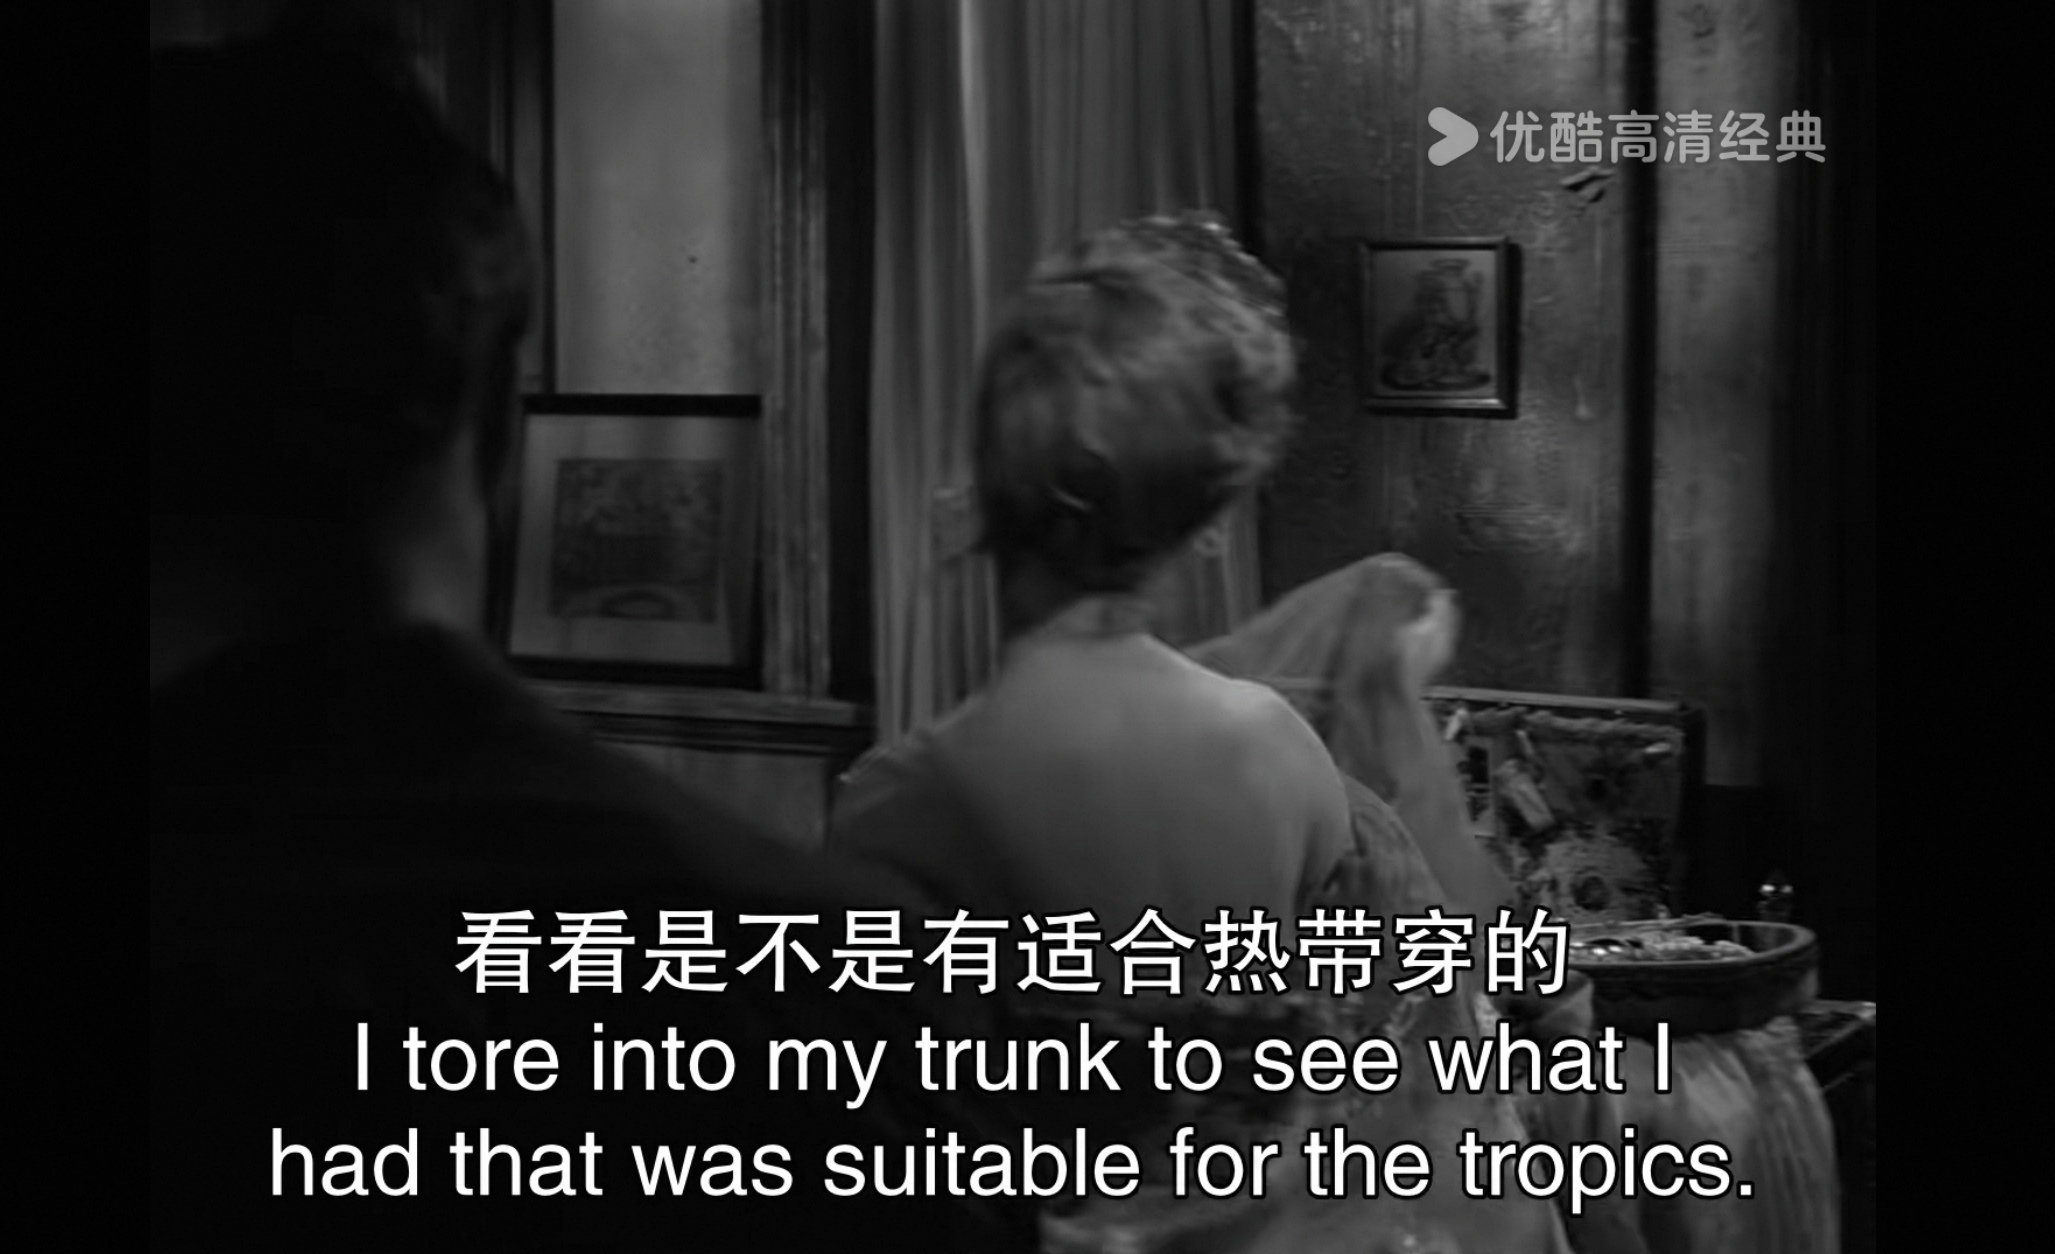 优酷高清经典
看看是不是有适合热带穿的
I tore into my trunk to see what I
had that was suitable for the tropics.